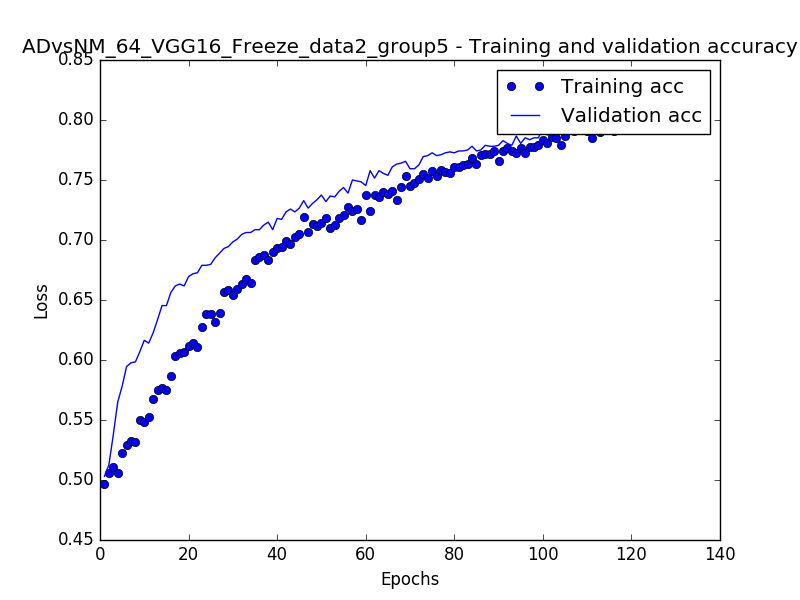 ADvsNM_64_VGG16_Freeze_data2_group5 - Training and validation accuracy
Training acc
Validation acc
0.85
0.80
0.75
0.70
0.65
0.60
0.55
0.50
0.45
Loss
0 20 40 60 80 100 120 140
Epochs